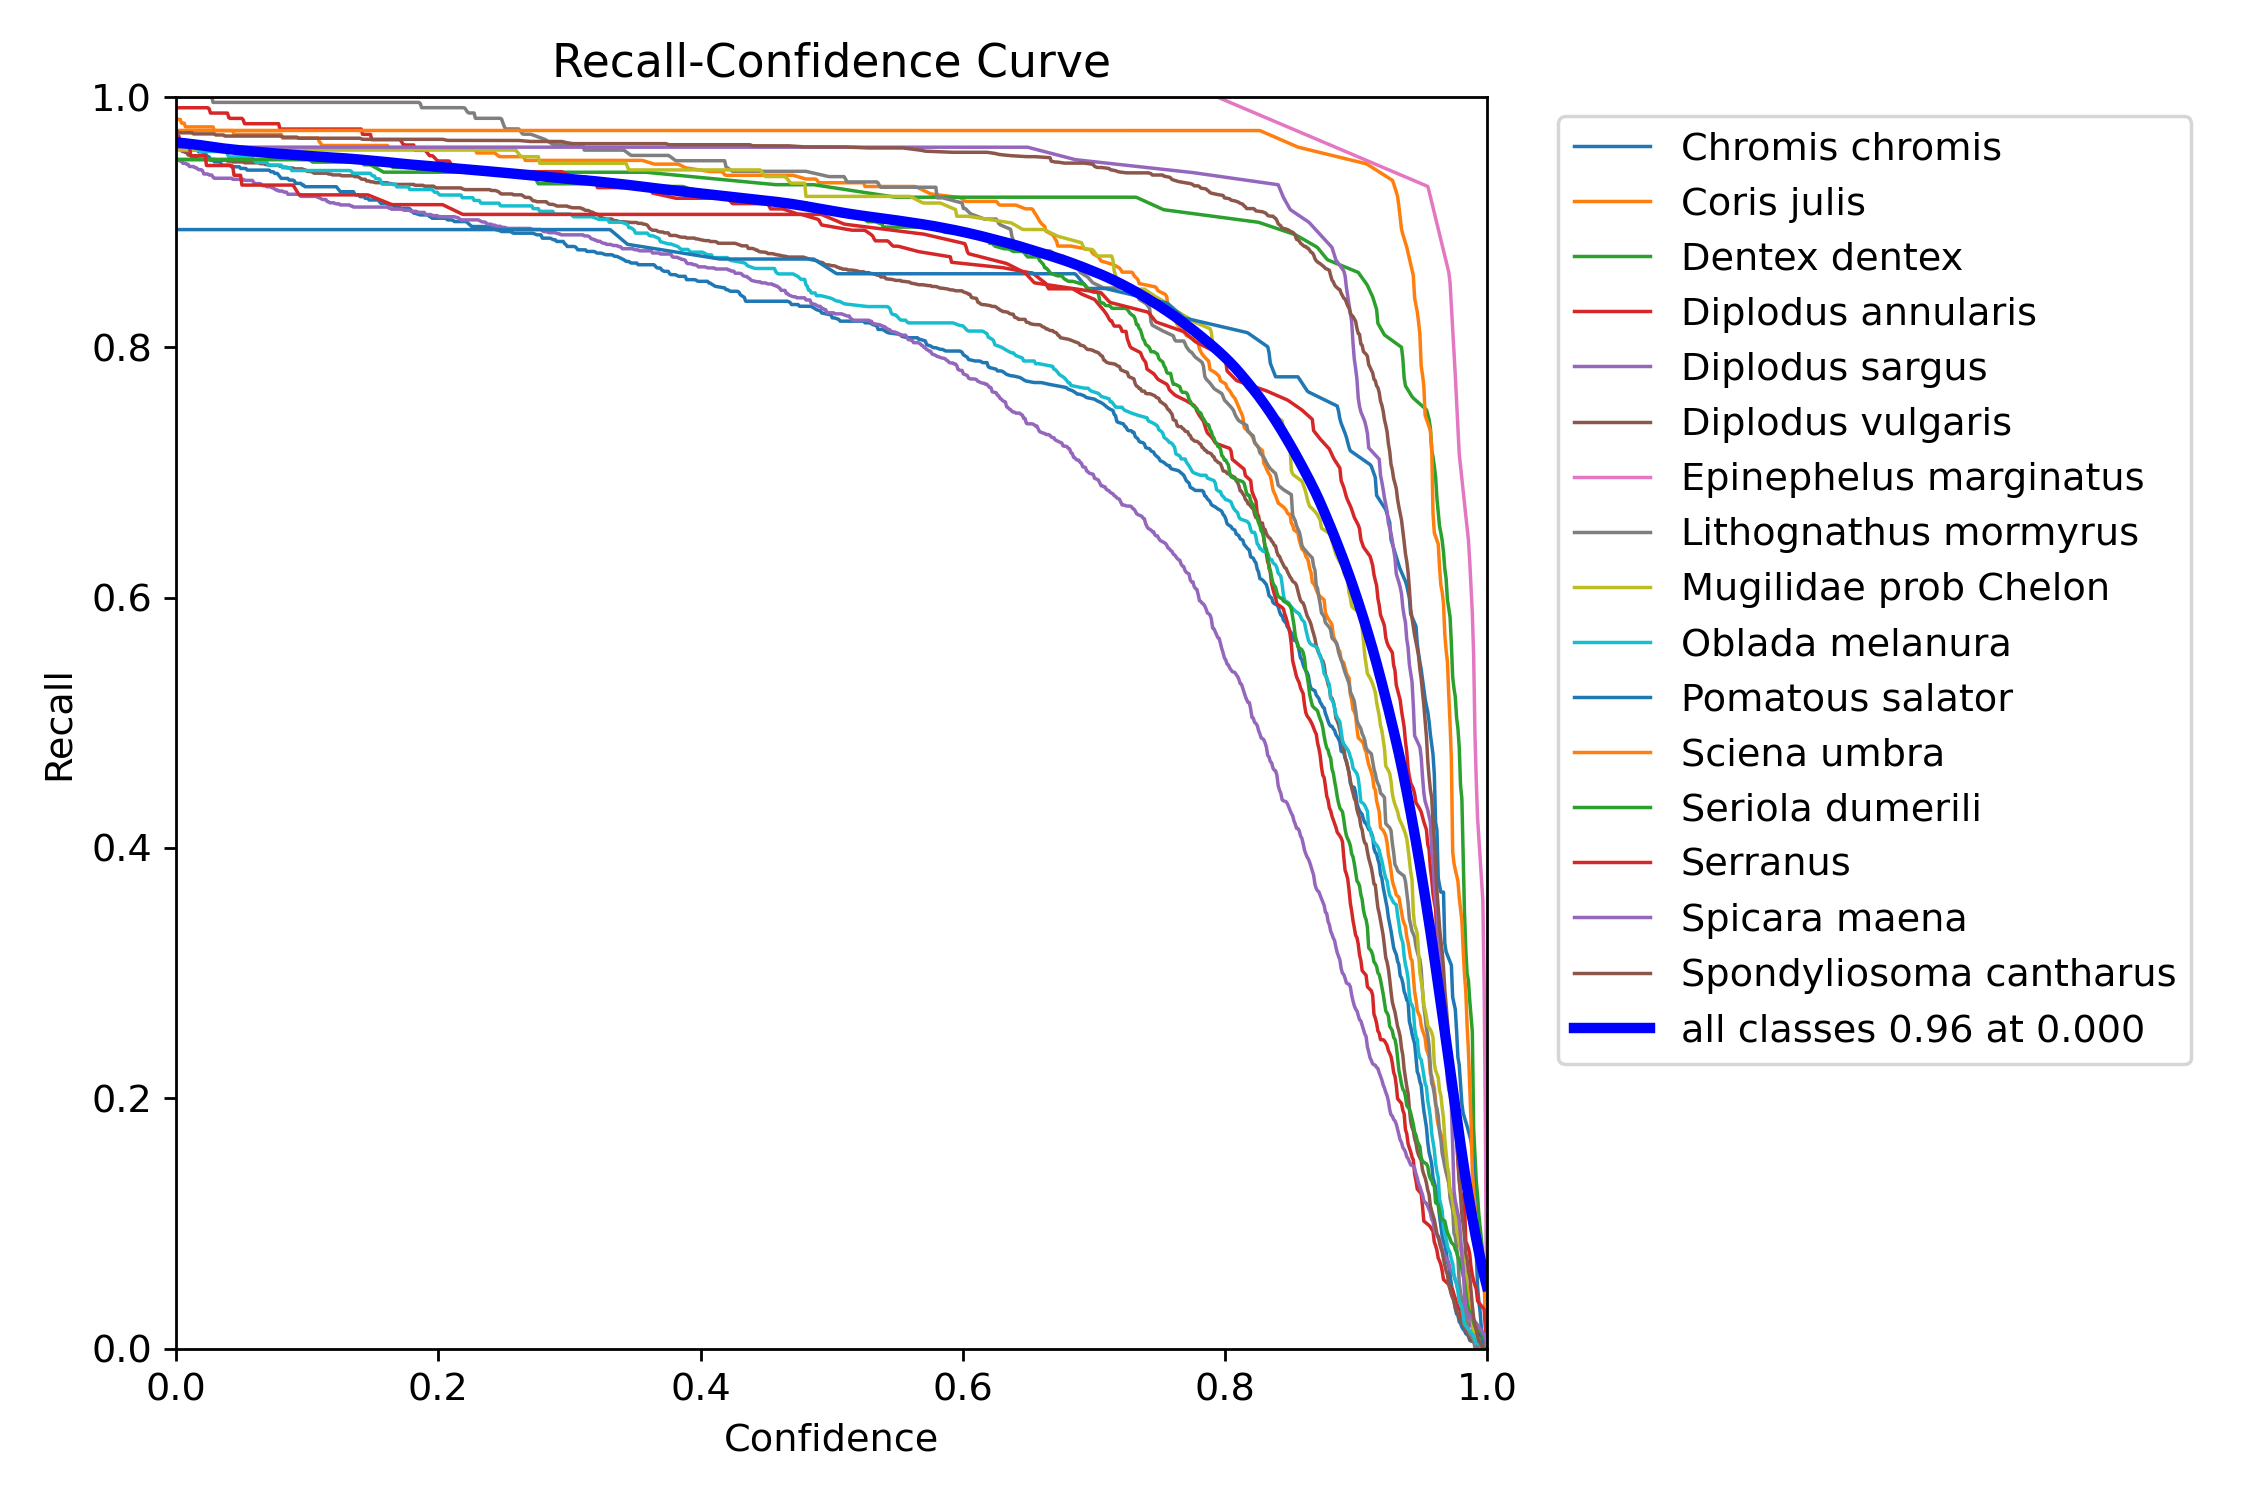 Recall-Confidence Curve
1.0
0.8
0.6
0.4
0.2
0.0
0.0 0.2 0.4 0.6 0.8 1.0
Recall
Confidence
Chromis chromis
Coris julis
Dentex dentex
Diplodus annularis
Diplodus sargus
Diplodus vulgaris
Epinephelus marginatus
Lithognathus mormyrus
Mugilidae prob Chelon
Oblada melanura
Pomatous salator
Sciena umbra
Seriola dumerili
Serranus
Spicara maena
Spondyliosoma cantharus
all classes 0.96 at 0.000